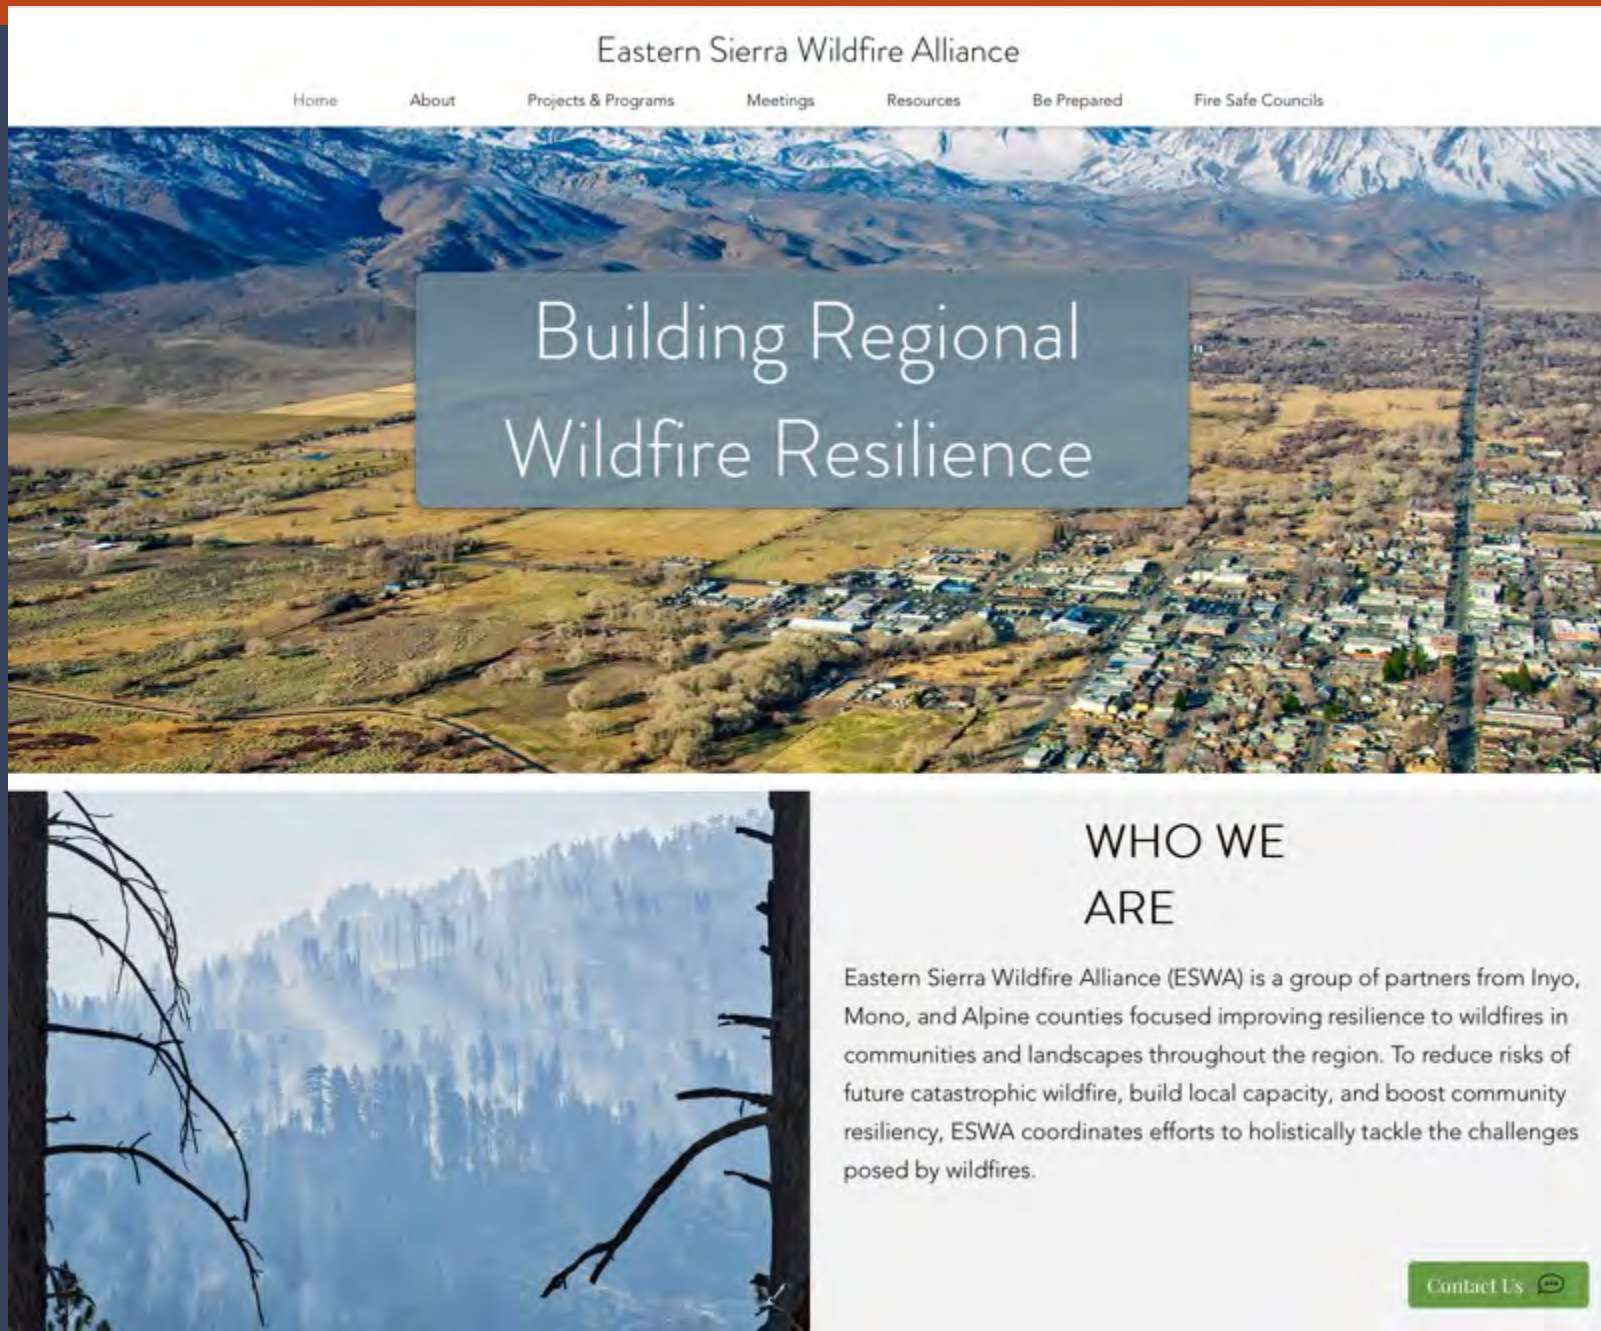 Eastern Sierra Wildfire Alliance
Home About Projects & Programs Meetings Resources Be Prepared Fire Safe Councils
Building Regional
Wildfire Resilience
WHO WE
ARE
Eastern Sierra Wildfire Alliance (ESWA) is a group of partners from Inyo,
Mono, and Alpine counties focused improving resilience to wildfires in
communities and landscapes throughout the region. To reduce risks of
future catastrophic wildfire, build local capacity, and boost community
resiliency, ESWA coordinates efforts to holistically tackle the challenges
posed by wildfires.
Contact Us